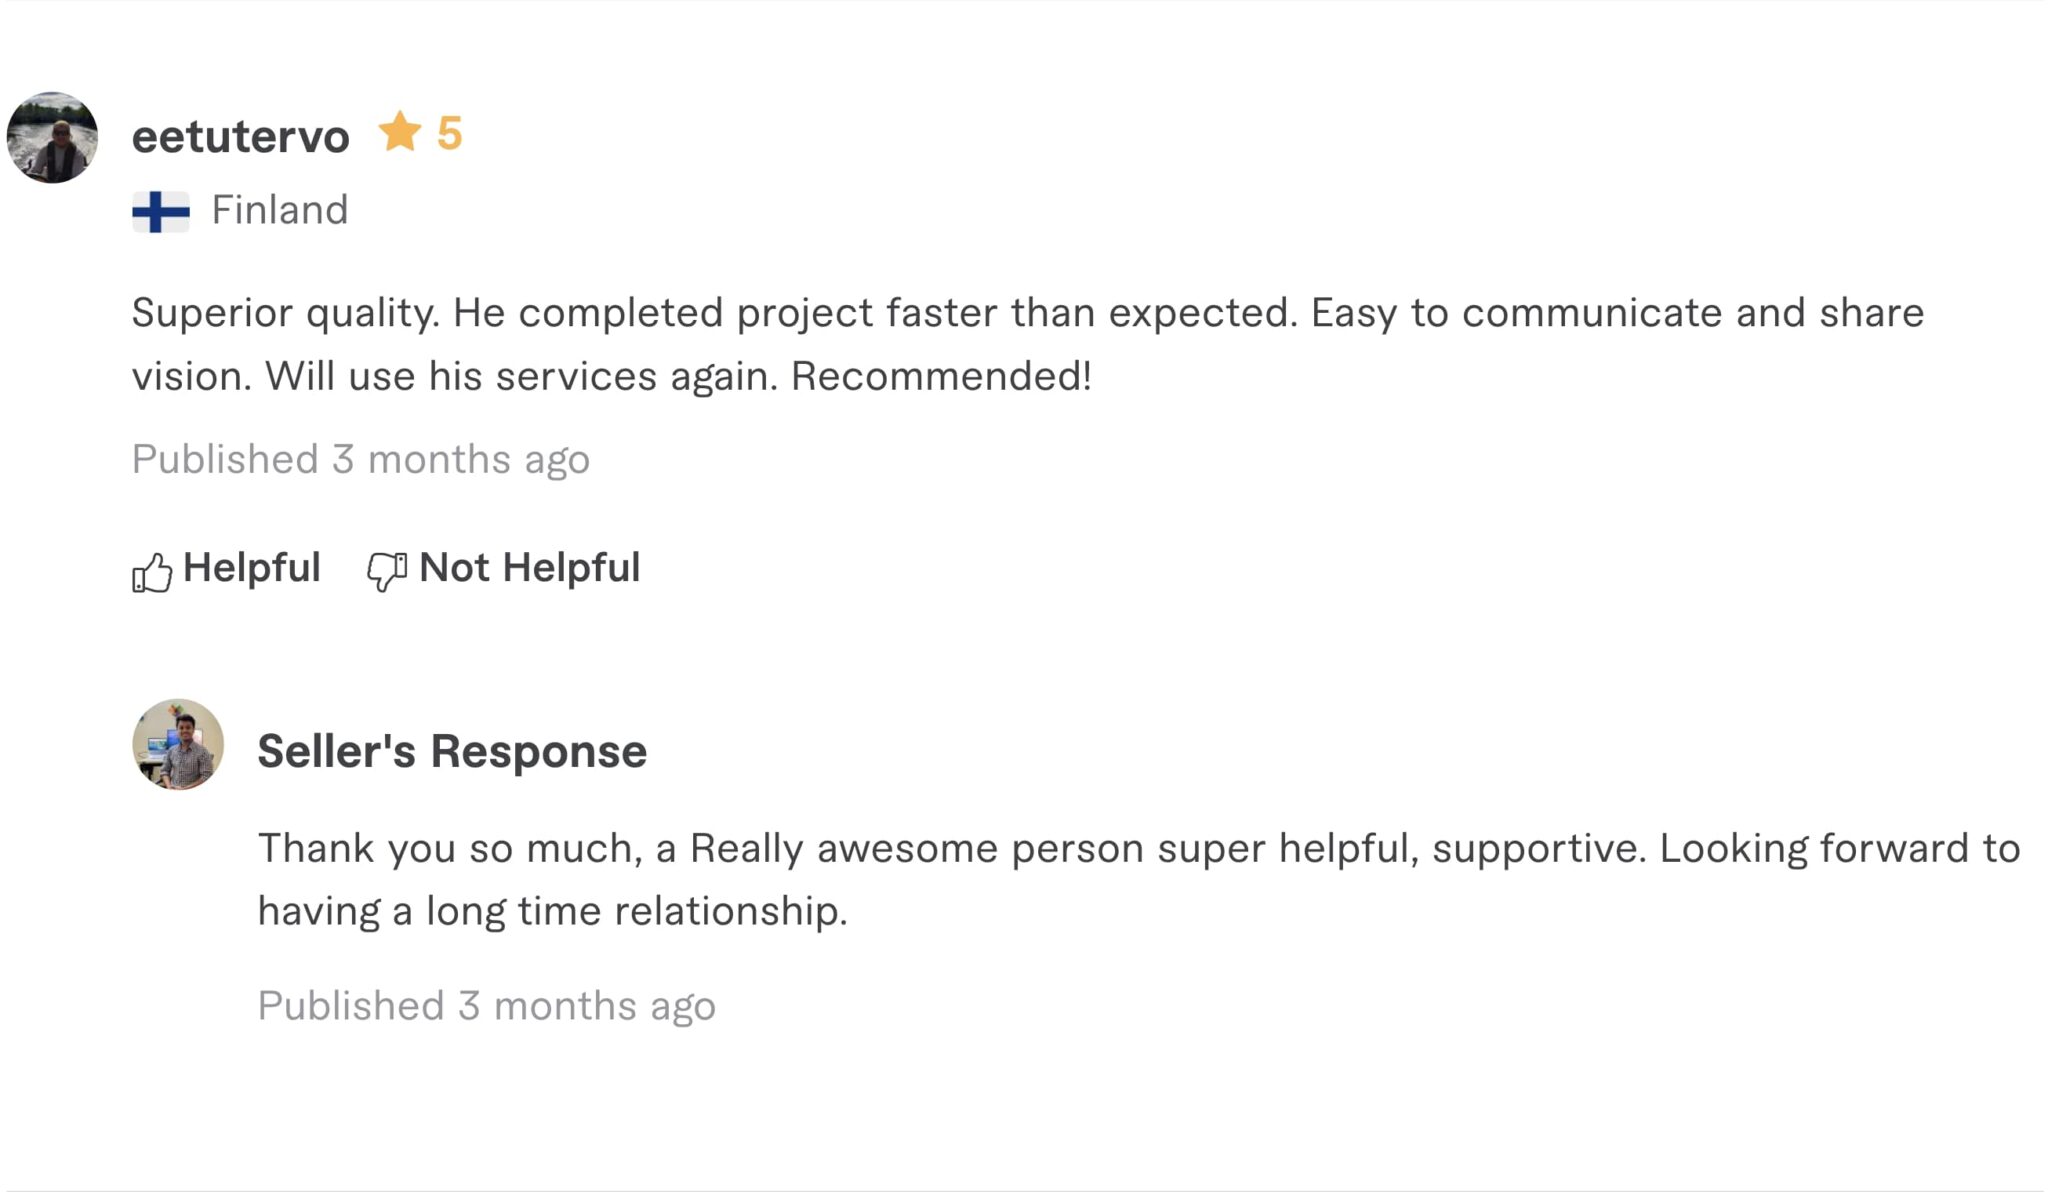 eetutervo 5
Finland
Superior quality. He completed project faster than expected. Easy to communicate and share
vision. Will use his services again. Recommended!
Published 3 months ago
Helpful Not Helpful
Seller's Response
Thank you so much, a Really awesome person super helpful, supportive. Looking forward to
having a long time relationship.
Published 3 months ago